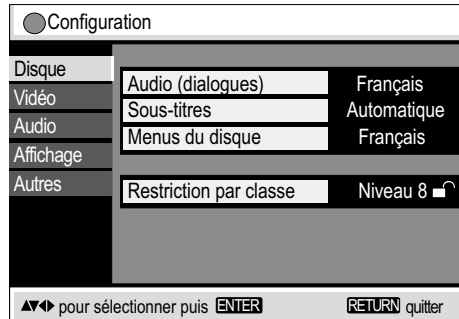 Configuration
Disque
Vidéo
Audio
Affichage
Autres
Audio (dialogues) Français
Sous-titres Automatique
Menus du disque Français
Restriction par classe Niveau 8
pour sélectionner puis ENTER RETURN quitter